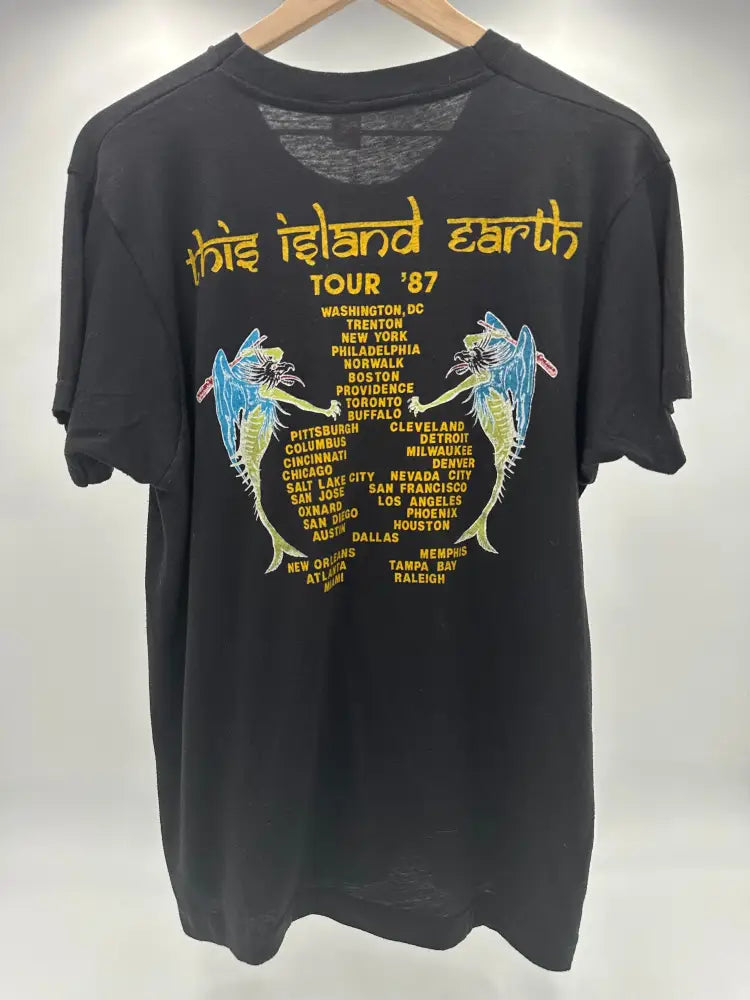 this island earth
TOUR '87
WASHINGTON, DC
TRENTON
NEW YORK
PHILADELPHIA
NORWALK
BOSTON
PROVIDENCE
TORONTO
BUFFALO
PITTSBURGH CLEVELAND
COLUMBUS DETROIT
CINCINNATI MILWAUKEE
CHICAGO DENVER
SALT LAKE CITY NEVADA CITY
SAN JOSE SAN FRANCISCO
OXNARD LOS ANGELES
SAN DIEGO PHOENIX
AUSTIN HOUSTON
DALLAS
NEW ORLEANS MEMPHIS
ATLANTA TAMPA BAY
MIAMI RALEIGH